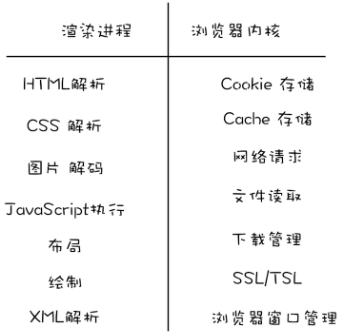 渲染进程 浏览器内核
HTML解析 Cookie 存储
CSS 解析 Cache 存储
图片 解码 网络请求
JavaScript执行 文件读取
布局 下载管理
绘制 SSL/TSL
XML解析 浏览器窗口管理